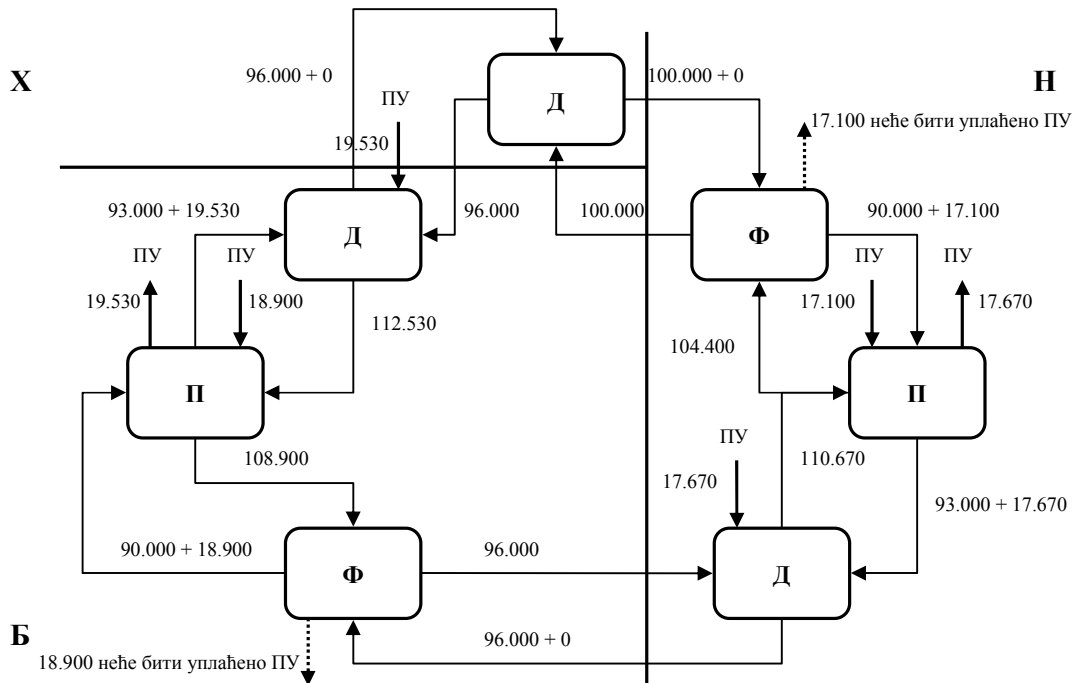 96.000 + 0
100.000 + 0
Х
ПУ
Д
Н
19.530
17.100 неће бити уплаћено ПУ
93.000 + 19.530
96.000
100.000
90.000 + 17.100
Д
Ф
ПУ
ПУ
ПУ
ПУ
19.530
18.900
112.530
17.100
17.670
104.400
П
П
ПУ
108.900
110.670
17.670
93.000 + 17.670
90.000 + 18.900
96.000
Ф
Д
Б
96.000 + 0
18.900 неће бити уплаћено ПУ